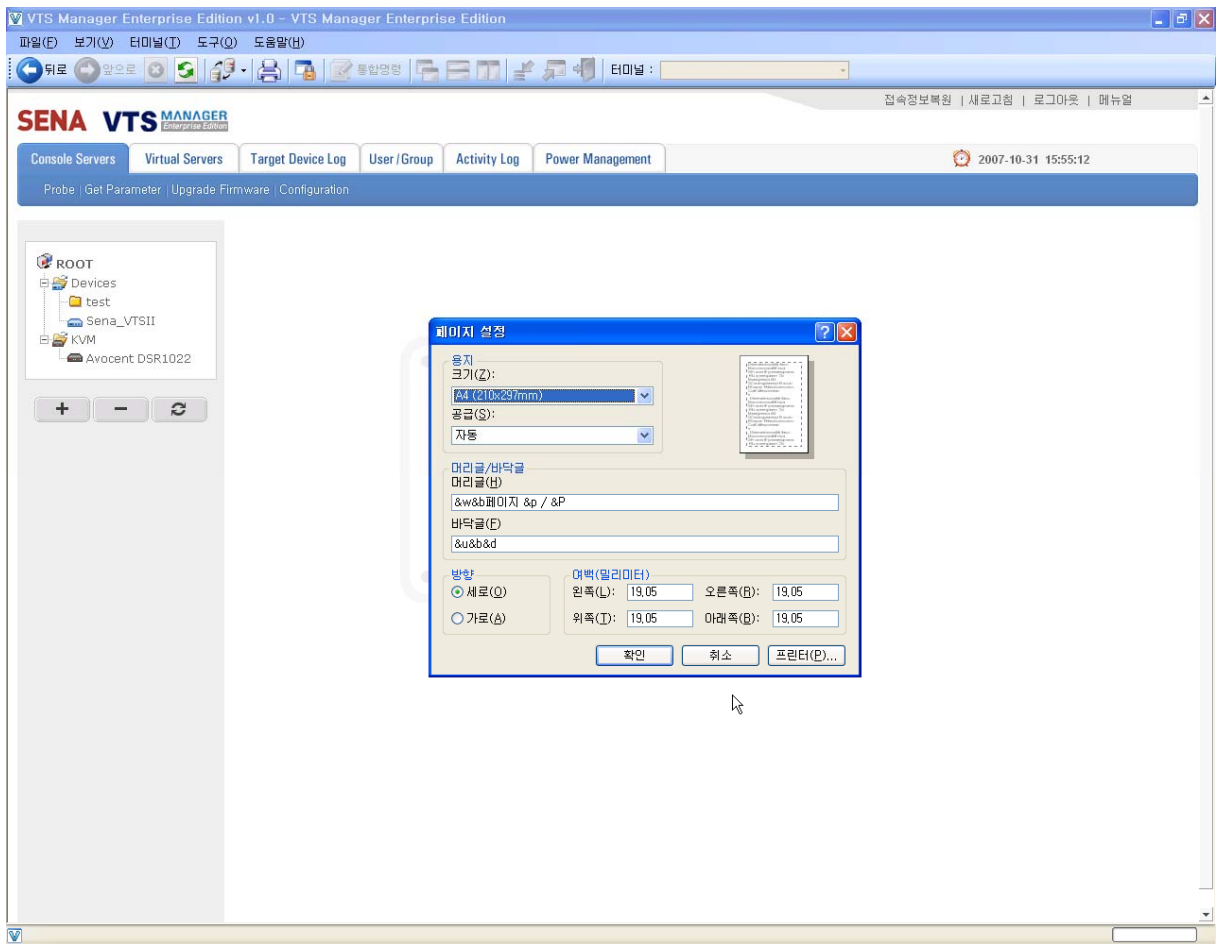 VTS Manager Enterprise Edition v1.0 - VTS Manager Enterprise Edition
파일(F) 보기(V) 터미널(T) 도구(O) 도움말(H)
뒤로 앞으로 통합명령 터미널 :
접속정보복원 | 새로고침 | 로그아웃 | 메뉴얼
SENA VTS MANAGER Enterprise Edition
Console Servers Virtual Servers Target Device Log User / Group Activity Log Power Management 2007-10-31 15:55:12
Probe | Get Parameter | Upgrade Firmware | Configuration
ROOT
Devices
test
Sena_VTSII
KVM
Avocent DSR1022
페이지 설정
용지
크기(Z):
A4 (210x297mm)
공급(S):
자동
머리글/바닥글
머리글(H)
&w&b페이지 &p / &P
바닥글(F)
&u&b&d
방향 여백(밀리미터)
세로(O) 왼쪽(L): 19,05 오른쪽(R): 19,05
가로(A) 위쪽(T): 19,05 아래쪽(B): 19,05
확인 취소 프린터(P)...